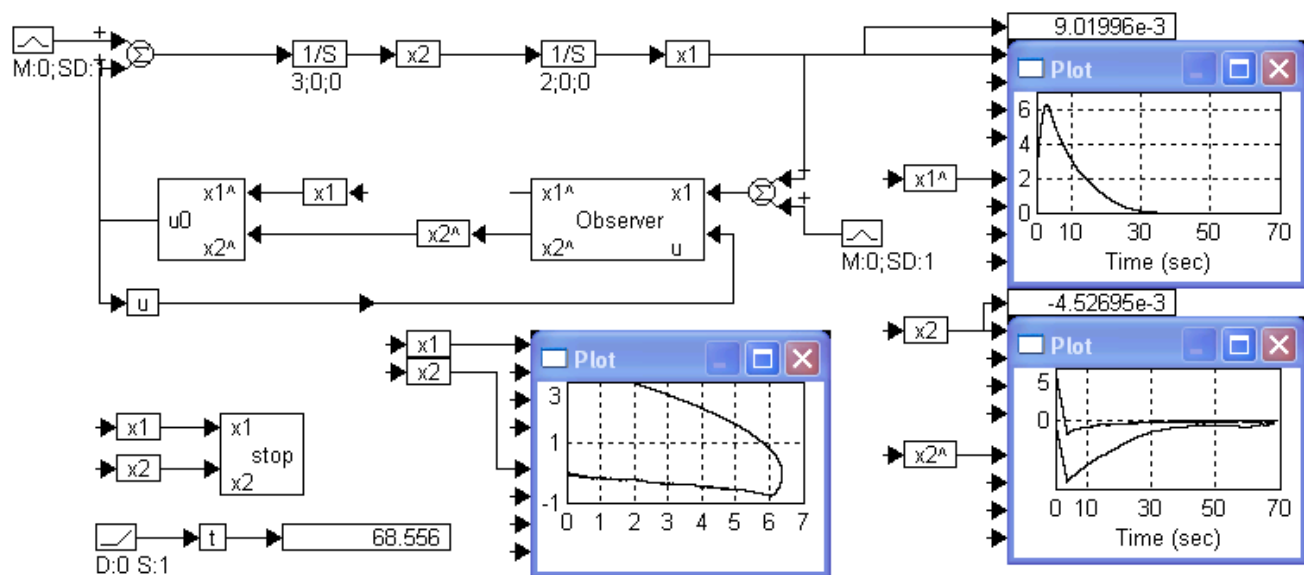 +
+
Σ
M:0;SD:1
1/S
3;0;0
x2
1/S
2;0;0
x1
9.01996e-3
Plot
6
4
2
0
0 10 30 50 70
Time (sec)
x1^
x1^
u0
x2^
x1
x2^
x1^ x1
Observer
x2^ u
+
Σ
+
M:0;SD:1
u
-4.52695e-3
x2
Plot
5
0
0 10 30 50 70
Time (sec)
x2^
x1
x2
Plot
3
1
-1
0 1 2 3 4 5 6 7
x1
x2
x1
stop
x2
D:0 S:1
t
68.556